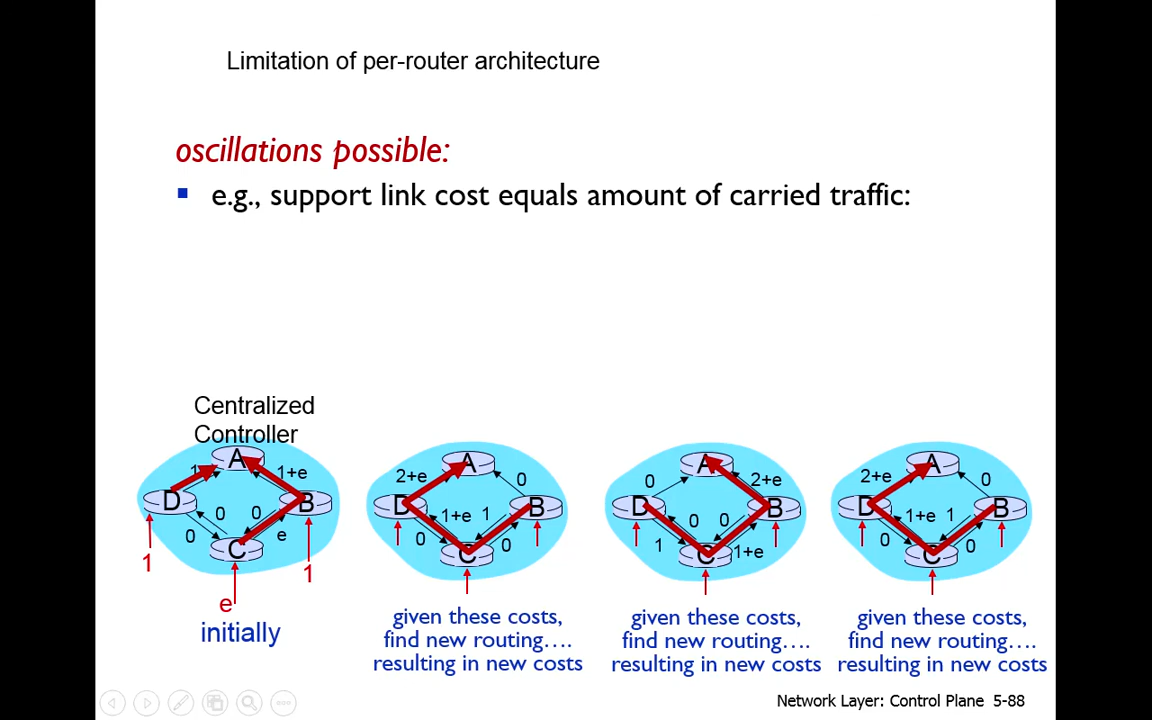 Limitation of per-router architecture
oscillations possible:
e.g., support link cost equals amount of carried traffic:
Centralized
Controller
A
1+e
D
B
0
0
0
C
e
1
1
e
initially
A
2+e
0
D
B
1+e
1
0
C
0
given these costs,
find new routing….
resulting in new costs
A
0
2+e
D
B
0
0
1
C
1+e
given these costs,
find new routing….
resulting in new costs
A
2+e
0
D
B
1+e
1
0
C
0
given these costs,
find new routing….
resulting in new costs
Network Layer: Control Plane 5-88